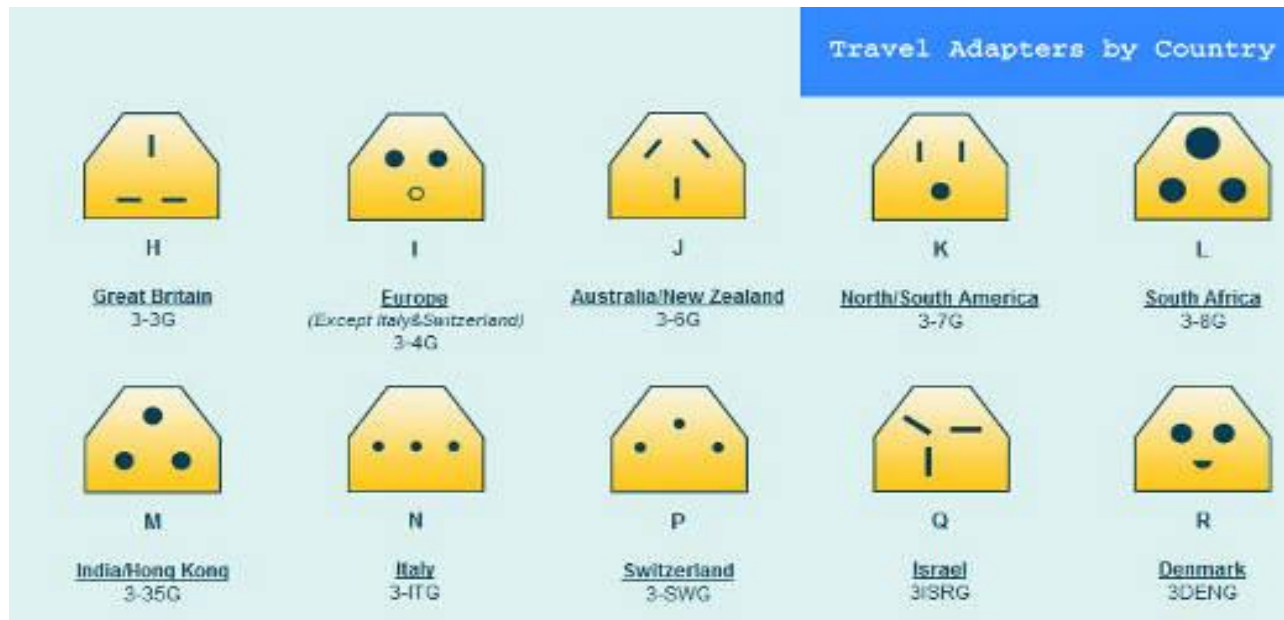 Travel Adapters by Country
H
I
J
K
L
Great Britain
3-3G
Europe
(Except Italy&Switzerland)
3-4G
Australia/New Zealand
3-6G
North/South America
3-7G
South Africa
3-8G
M
N
P
Q
R
India/Hong Kong
3-35G
Italy
3-ITG
Switzerland
3-SWG
Israel
3ISRG
Denmark
3DENG